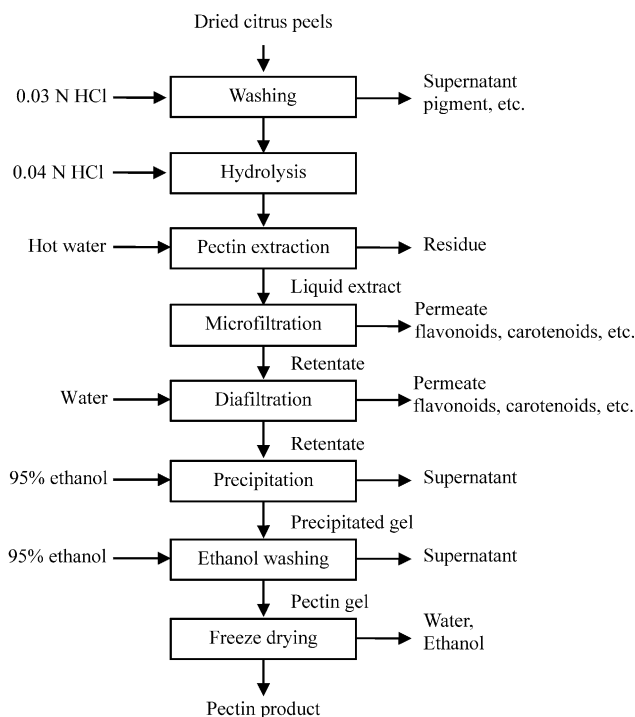 Dried citrus peels
0.03 N HCl
Washing
Supernatant
pigment, etc.
0.04 N HCl
Hydrolysis
Hot water
Pectin extraction
Residue
Liquid extract
Microfiltration
Permeate
flavonoids, carotenoids, etc.
Retentate
Water
Diafiltration
Permeate
flavonoids, carotenoids, etc.
Retentate
95% ethanol
Precipitation
Supernatant
Precipitated gel
95% ethanol
Ethanol washing
Supernatant
Pectin gel
Freeze drying
Water,
Ethanol
Pectin product